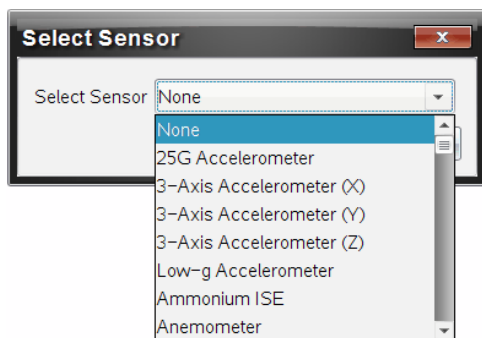 Select Sensor
Select Sensor None
None
25G Accelerometer
3-Axis Accelerometer (X)
3-Axis Accelerometer (Y)
3-Axis Accelerometer (Z)
Low-g Accelerometer
Ammonium ISE
Anemometer